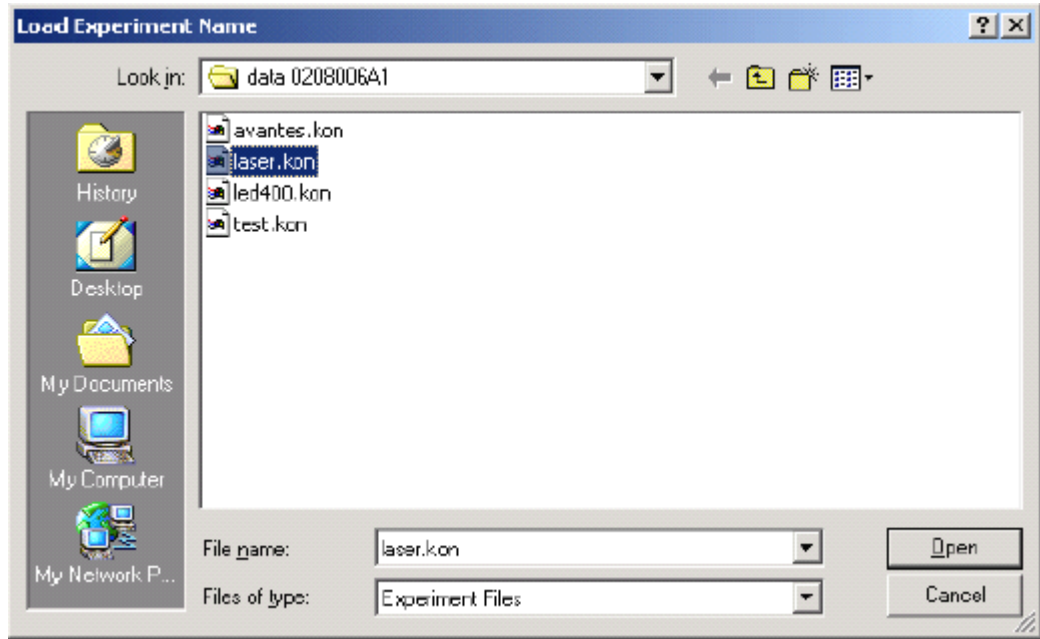 Load Experiment Name
Look in: data 0208006A1
avantes.kon
laser.kon
led400.kon
test.kon
History
Desktop
My Documents
My Computer
My Network P...
File name: laser.kon Open
Files of type: Experiment Files Cancel